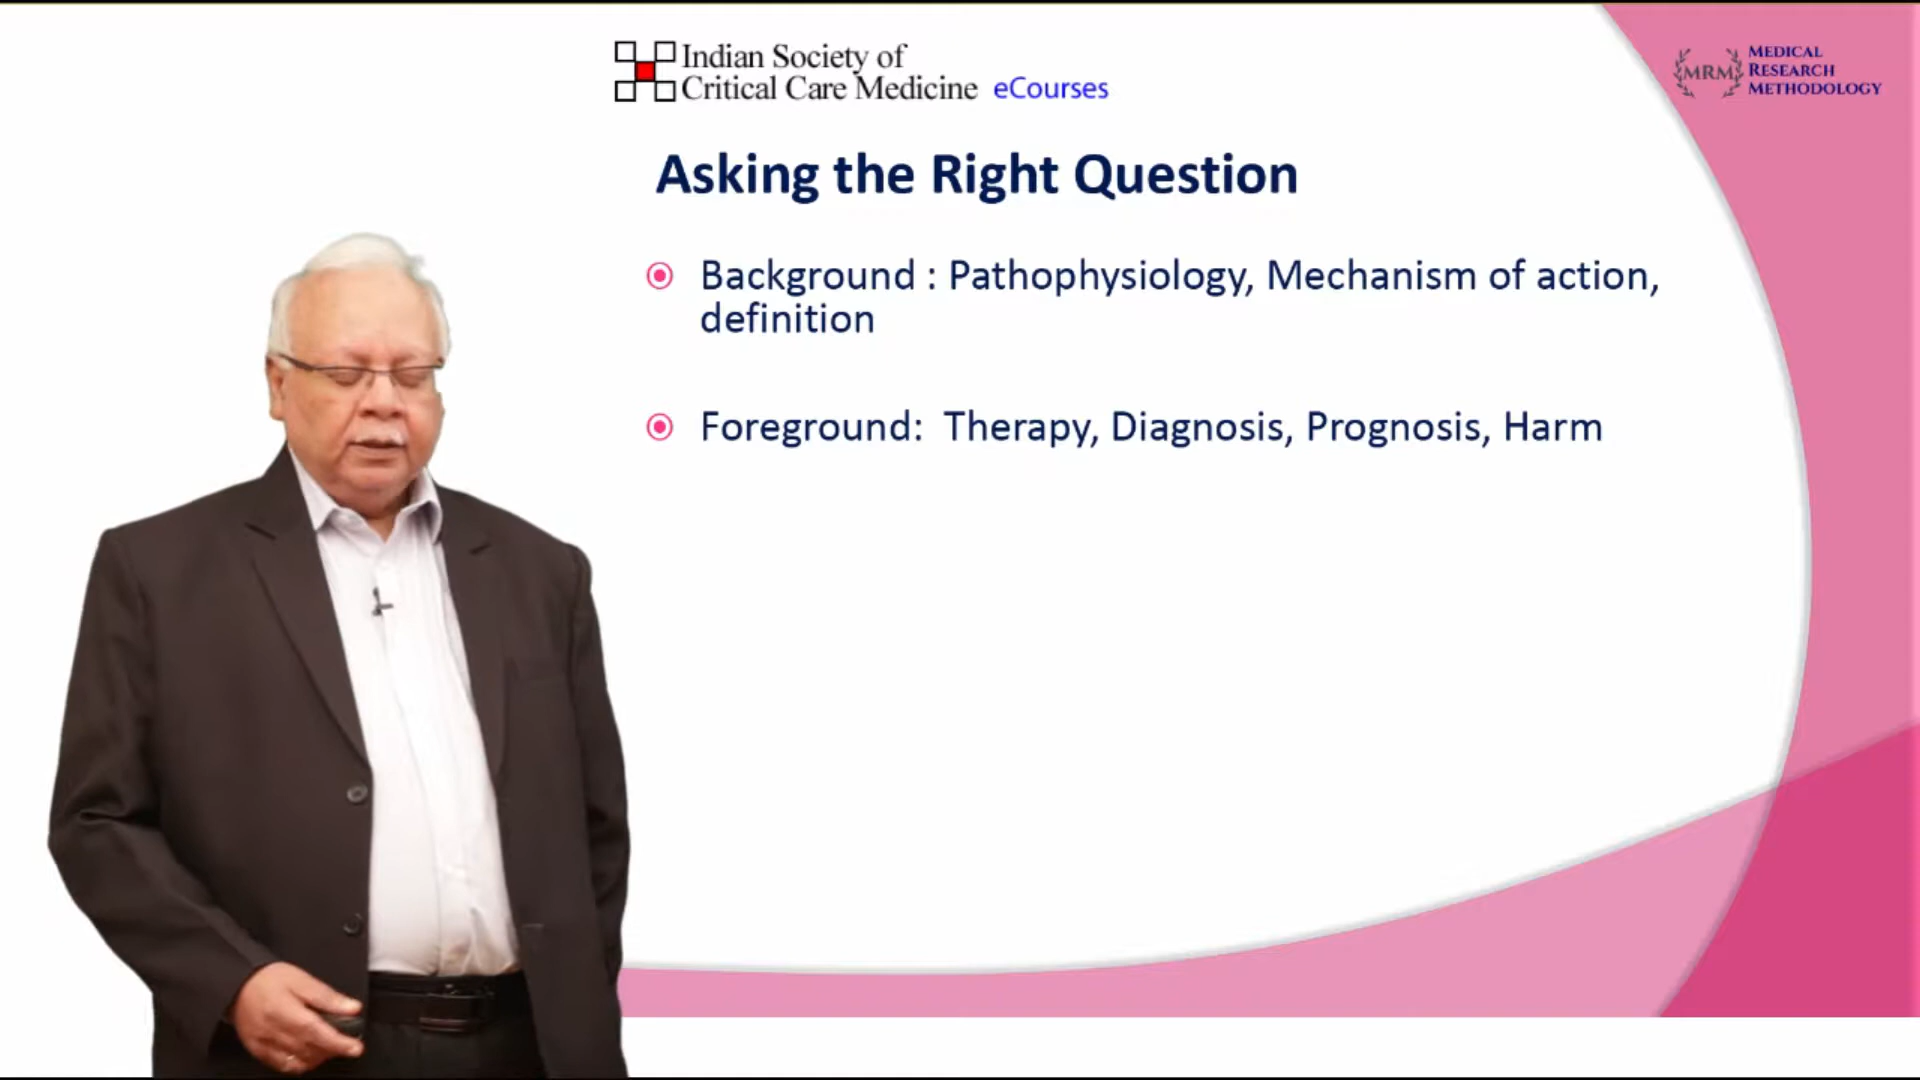 Indian Society of
Critical Care Medicine eCourses
MRM
MEDICAL
RESEARCH
METHODOLOGY
Asking the Right Question
Background : Pathophysiology, Mechanism of action,
definition
Foreground: Therapy, Diagnosis, Prognosis, Harm